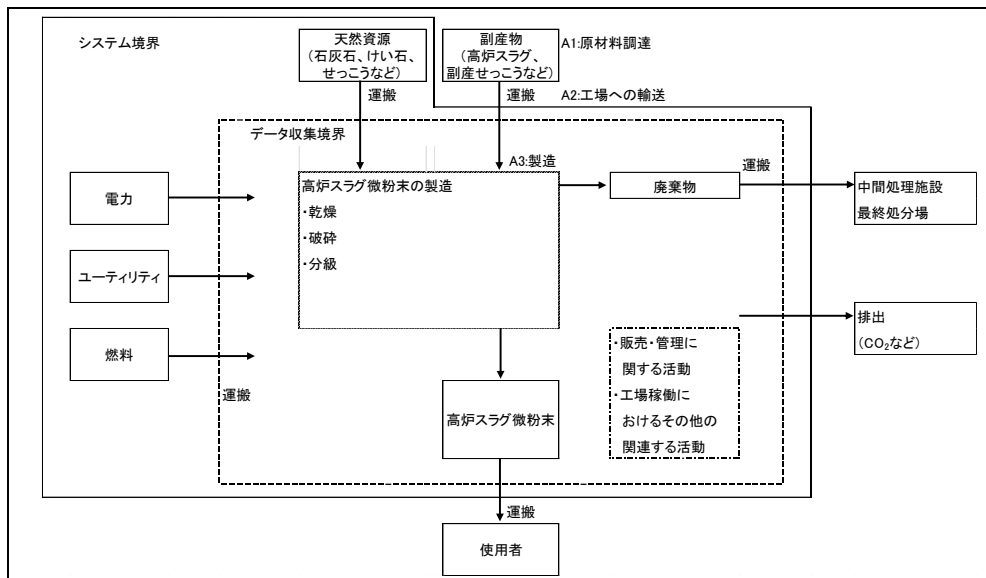 システム境界
天然資源
(石灰石、けい石、
せっこうなど)
副産物
(高炉スラグ、
副産せっこうなど)
A1:原材料調達
運搬
運搬
A2:工場への輸送
データ収集境界
A3:製造
運搬
電力
高炉スラグ微粉末の製造
・乾燥
・破砕
・分級
廃棄物
中間処理施設
最終処分場
ユーティリティ
燃料
運搬
・販売・管理に
関する活動
・工場稼働に
おけるその他の
関連する活動
排出
(CO₂など)
高炉スラグ微粉末
運搬
使用者